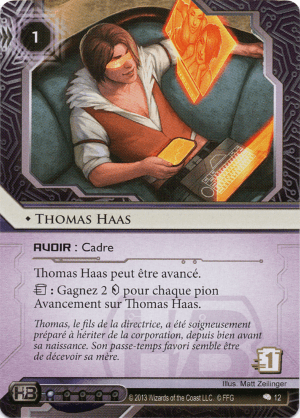 1
◆ THOMAS HAAS
AVOIR : Cadre
Thomas Haas peut être avancé.
: Gagnez 2 pour chaque pion
Avancement sur Thomas Haas.
Thomas, le fils de la directrice, a été soigneusement
préparé à hériter de la corporation, depuis bien avant
sa naissance. Son passe-temps favori semble être
de décevoir sa mère.
1
Illus. Matt Zeilinger
HB
© 2013 Wizards of the Coast LLC. © FFG
12